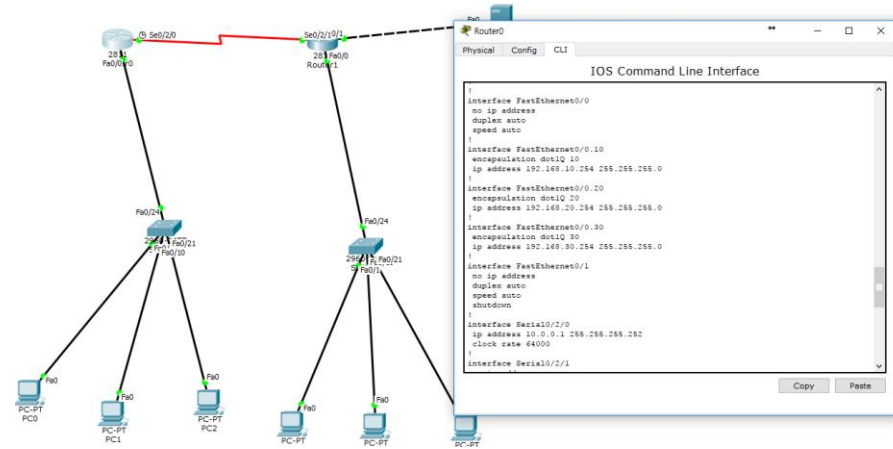 Se0/2/0
2811
Se0/2/1
Fa0/0
Router1
Fa0
Fa0/24
Fa0/21
Fa0/10
Fa0/24
Fa0/21
Fa0/1
Fa0
PC-PT
PC0
Fa0
PC-PT
PC1
Fa0
PC-PT
PC2
Fa0
PC-PT
Fa0
PC-PT
PC-PT
Router0
Physical Config CLI
IOS Command Line Interface
!
interface FastEthernet0/0
no ip address
duplex auto
speed auto
!
interface FastEthernet0/0.10
encapsulation dot1Q 10
ip address 192.168.10.254 255.255.255.0
!
interface FastEthernet0/0.20
encapsulation dot1Q 20
ip address 192.168.20.254 255.255.255.0
!
interface FastEthernet0/0.30
encapsulation dot1Q 30
ip address 192.168.30.254 255.255.255.0
!
interface FastEthernet0/1
no ip address
duplex auto
speed auto
shutdown
!
interface Serial0/2/0
ip address 10.0.0.1 255.255.255.252
clock rate 64000
!
interface Serial0/2/1
Copy Paste